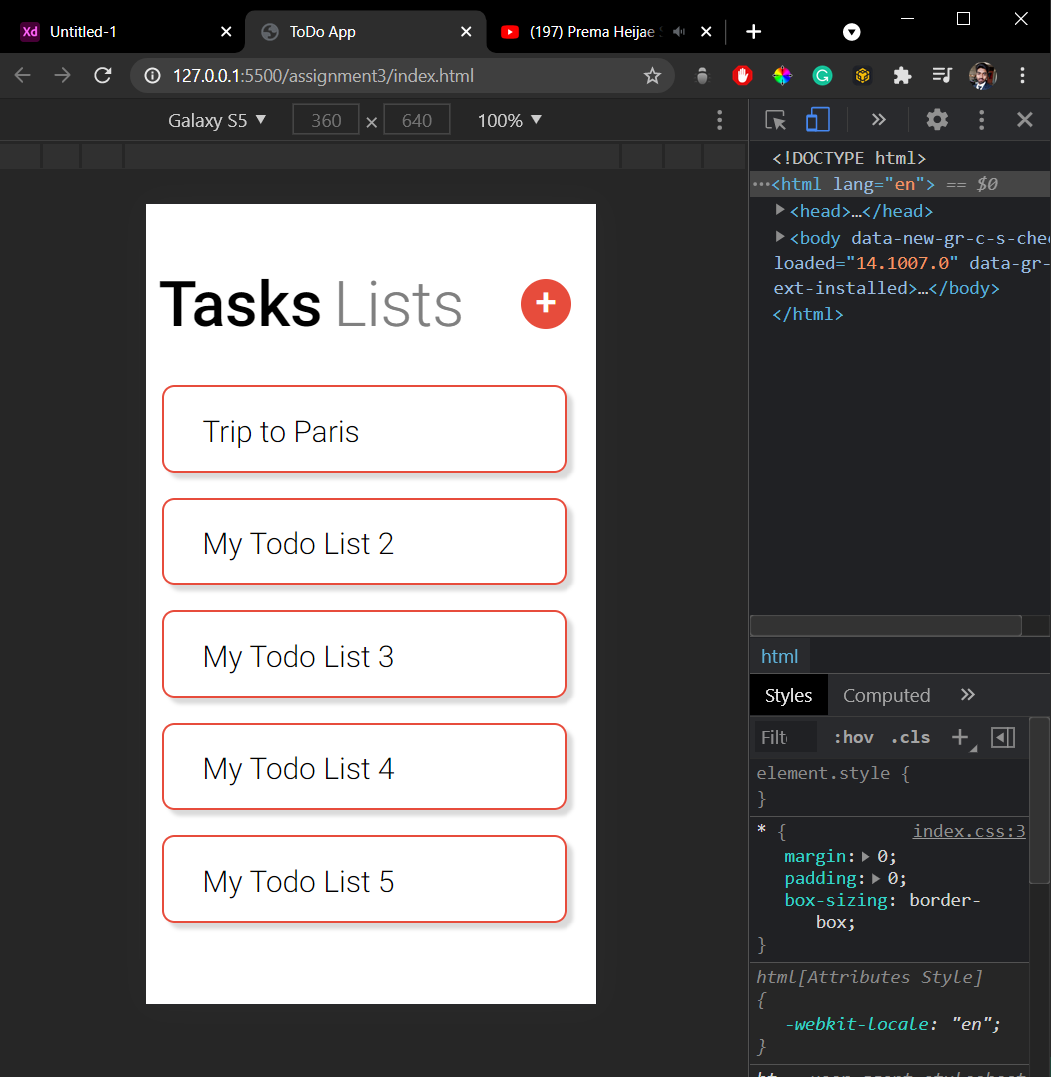 Xd Untitled-1
ToDo App
(197) Prema Heijae
127.0.0.1:5500/assignment3/index.html
Galaxy S5 ▼ 360 × 640 100% ▼
<!DOCTYPE html>
…<html lang="en"> == $0
<head>…</head>
<body data-new-gr-c-s-chec
loaded="14.1007.0" data-gr-
ext-installed>…</body>
</html>
Tasks Lists +
Trip to Paris
My Todo List 2
My Todo List 3
My Todo List 4
My Todo List 5
html
Styles Computed »
Filt :hov .cls +
element.style {
}
* { index.css:3
margin: 0;
padding: 0;
box-sizing: border-
box;
}
html[Attributes Style]
{
-webkit-locale: "en";
}